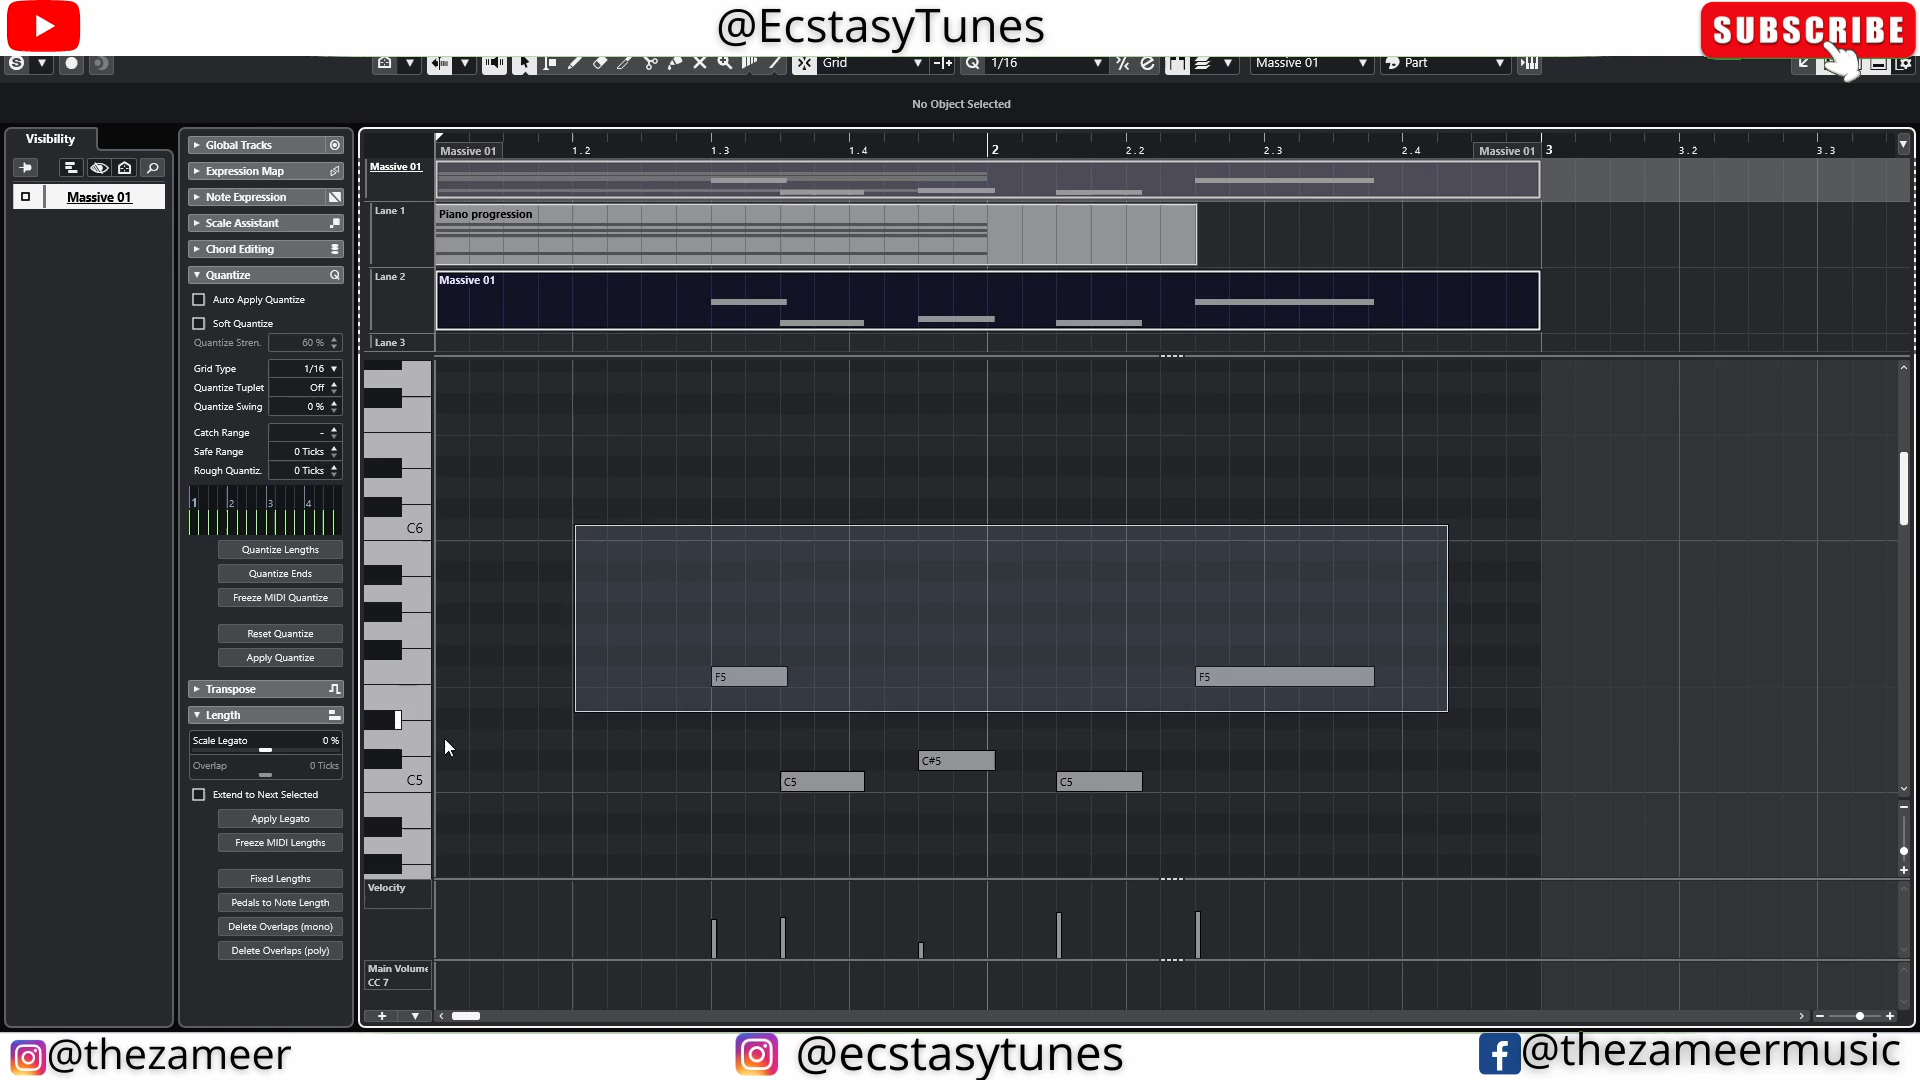 @EcstasyTunes
SUBSCRIBE
S
Grid
Q
1/16
Massive 01
Part
No Object Selected
Visibility
Massive 01
Global Tracks
Expression Map
Note Expression
Scale Assistant
Chord Editing
Quantize
Q
Auto Apply Quantize
Soft Quantize
Quantize Stren.
60 %
Grid Type
1/16
Quantize Tuplet
Off
Quantize Swing
0 %
Catch Range
-
Safe Range
0 Ticks
Rough Quantiz.
0 Ticks
1
2
3
4
Quantize Lengths
Quantize Ends
Freeze MIDI Quantize
Reset Quantize
Apply Quantize
Transpose
Length
Scale Legato
0 %
Overlap
0 Ticks
Extend to Next Selected
Apply Legato
Freeze MIDI Lengths
Fixed Lengths
Pedals to Note Length
Delete Overlaps (mono)
Delete Overlaps (poly)
Massive 01
1.2
1.3
1.4
2
2.2
2.3
2.4
Massive 01
3
3.2
3.3
Massive 01
Lane 1
Piano progression
Lane 2
Massive 01
Lane 3
C6
F5
F5
C#5
C5
C5
C5
Velocity
Main Volume
CC 7
@thezameer
@ecstasytunes
@thezameermusic